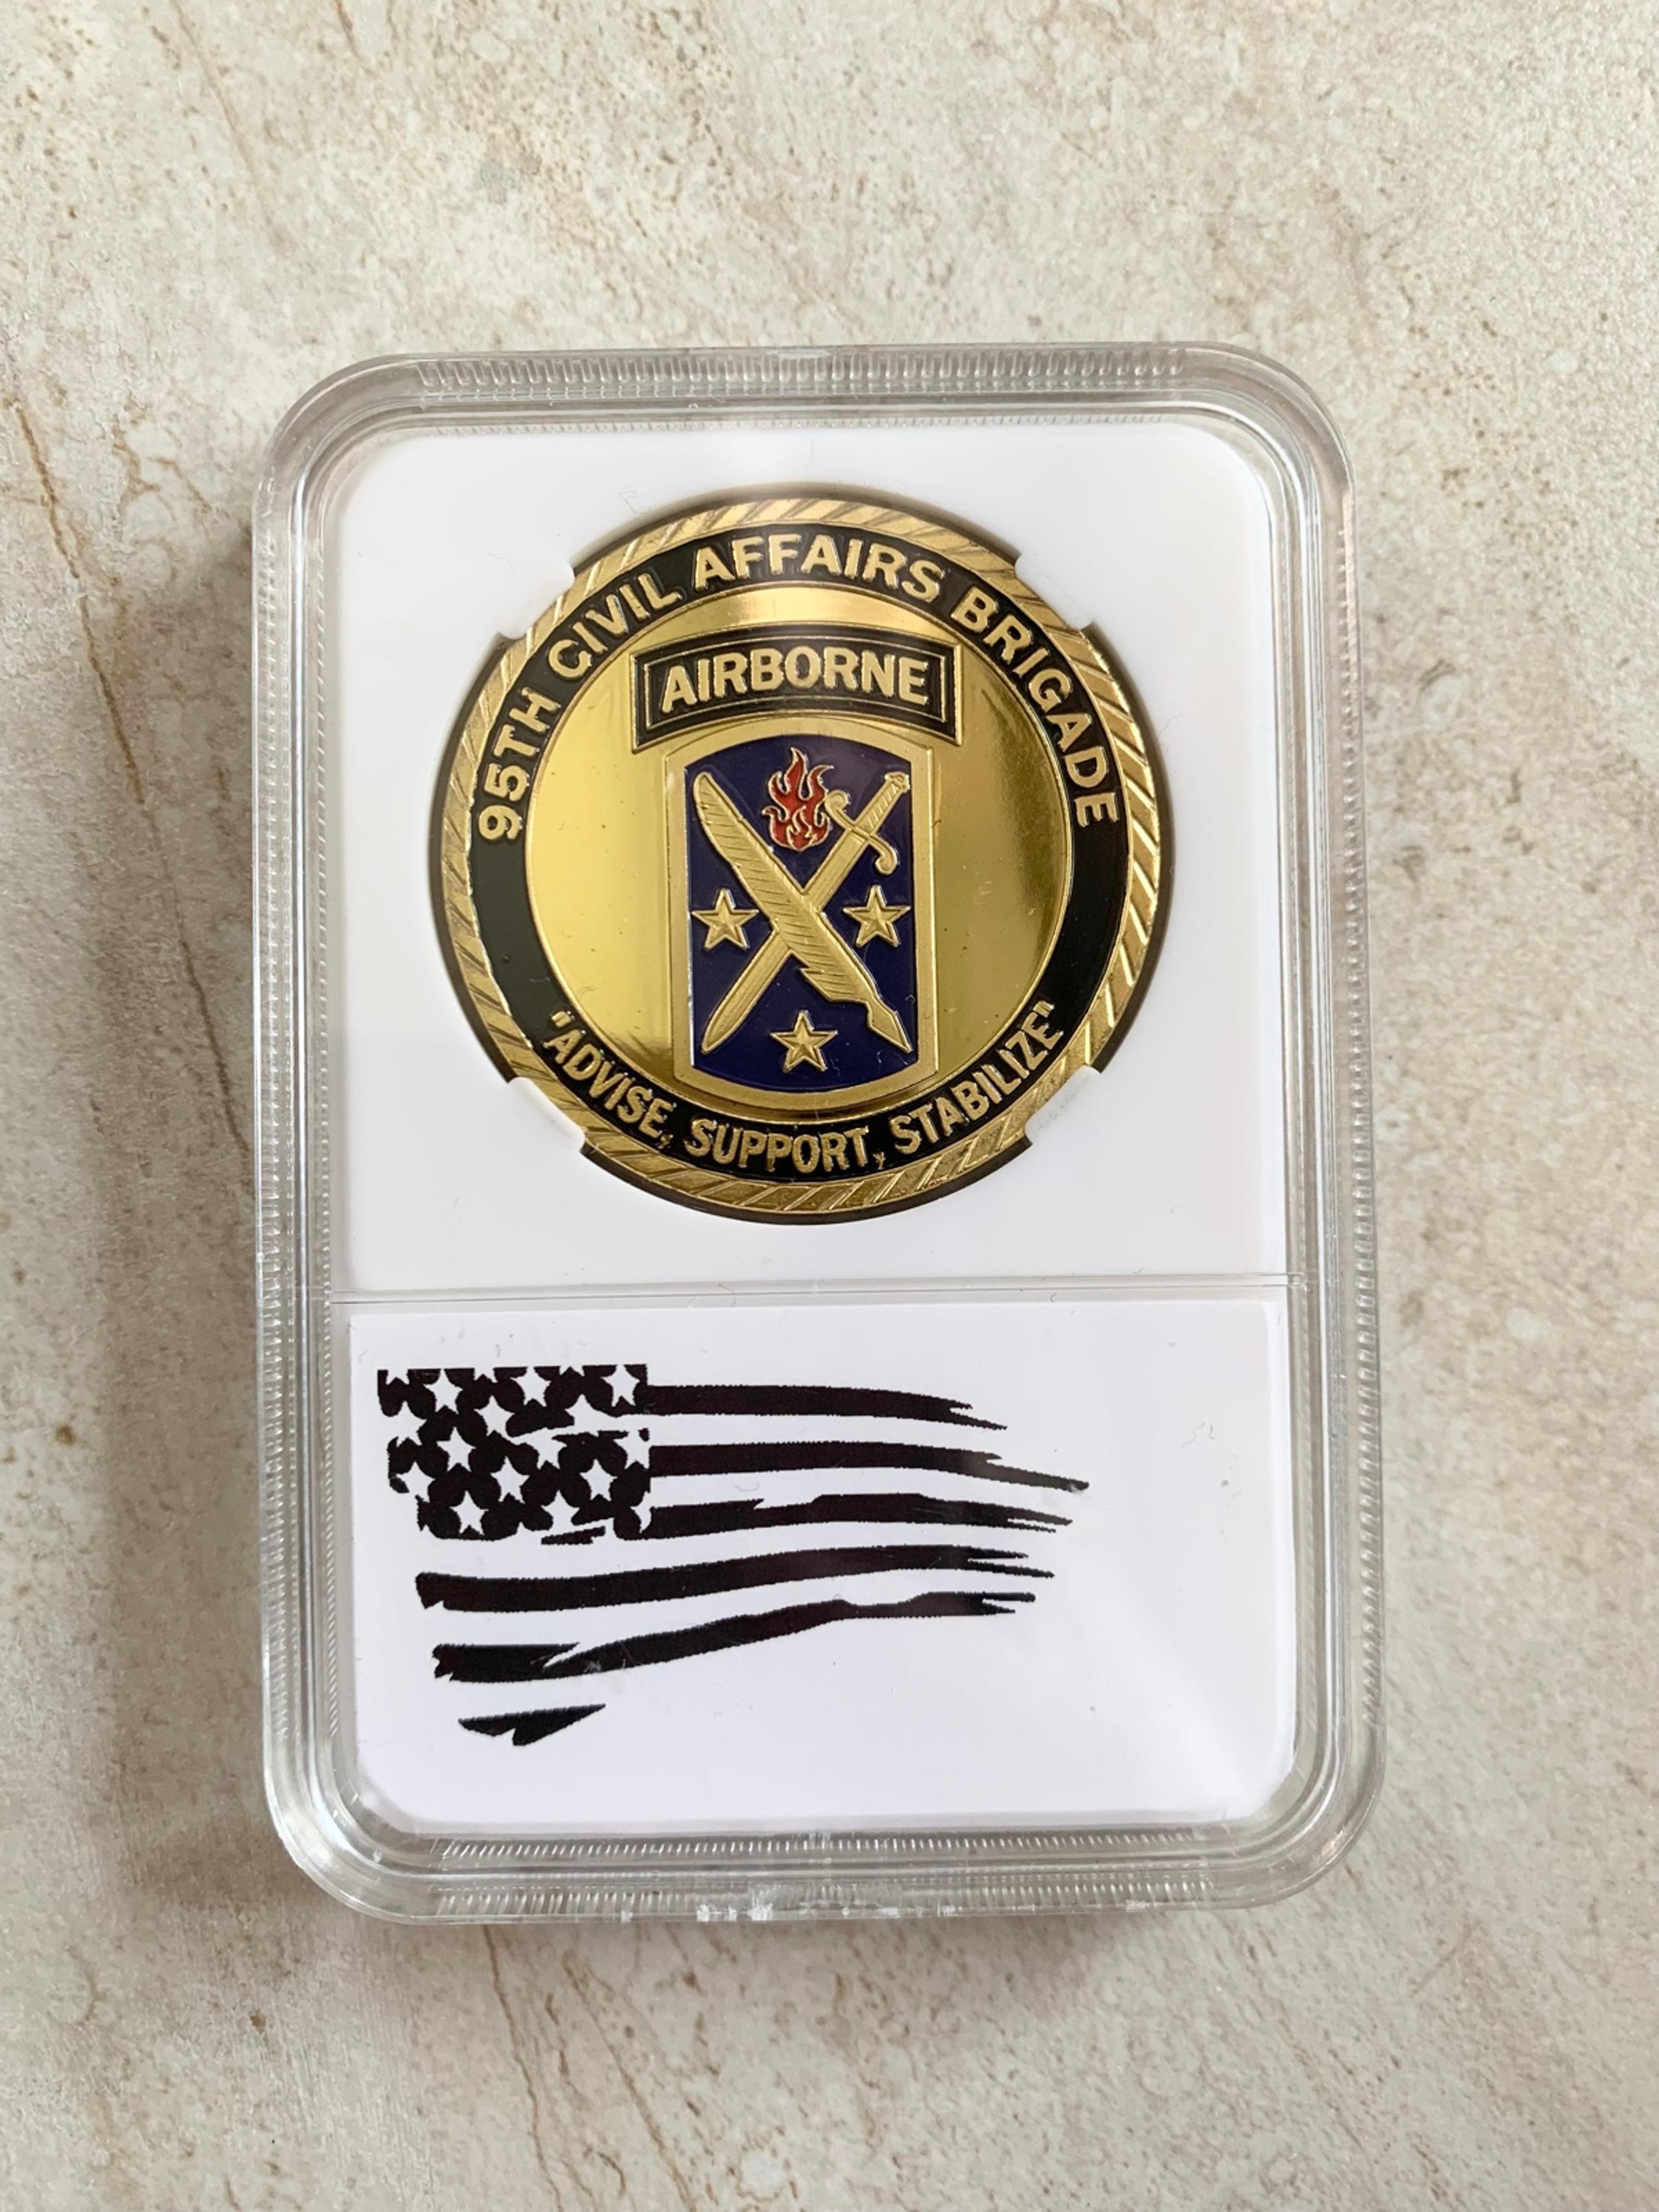 95TH CIVIL AFFAIRS BRIGADE
AIRBORNE
"ADVISE, SUPPORT, STABILIZE"